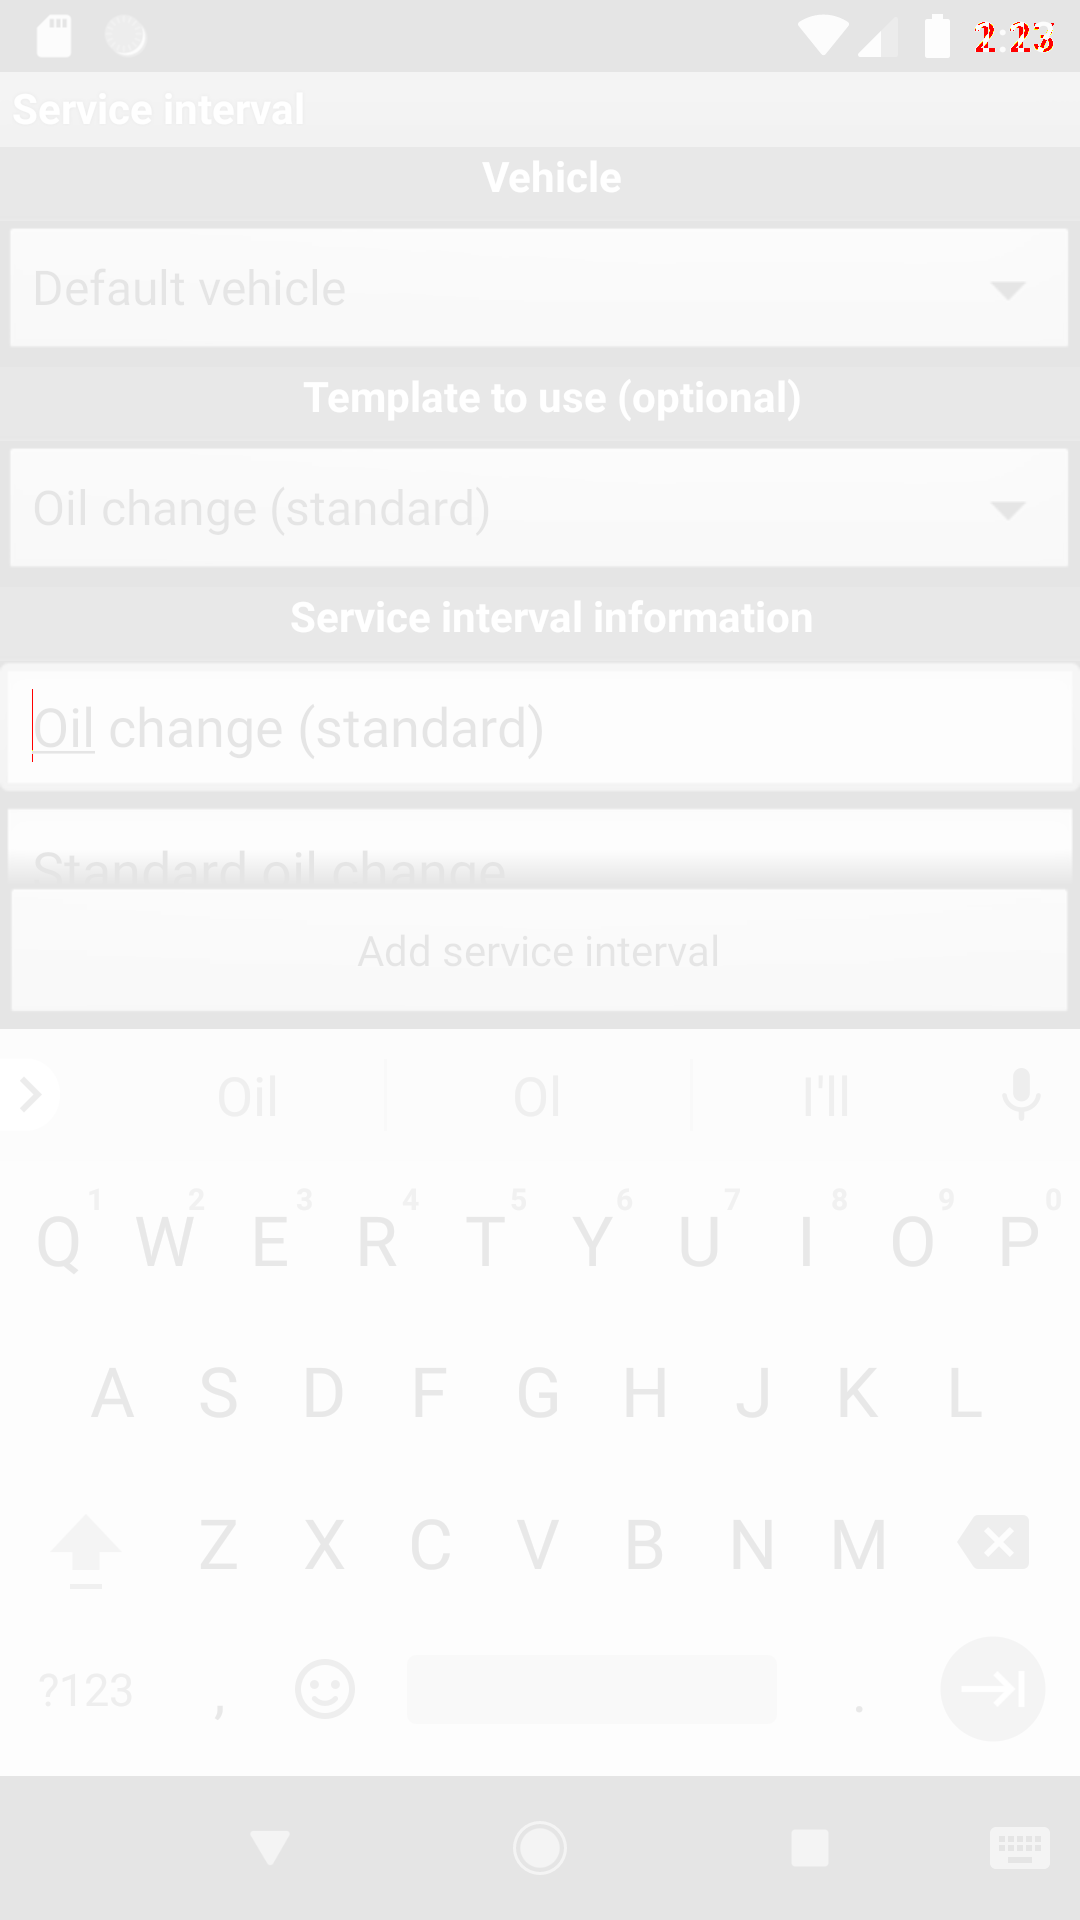 2:23
Service interval
Vehicle
Default vehicle
Template to use (optional)
Oil change (standard)
Service interval information
Oil change (standard)
Standard oil change
Add service interval
Oil Ol I'll
1 2 3 4 5 6 7 8 9 0
Q W E R T Y U I O P
A S D F G H J K L
Z X C V B N M
?123 , .